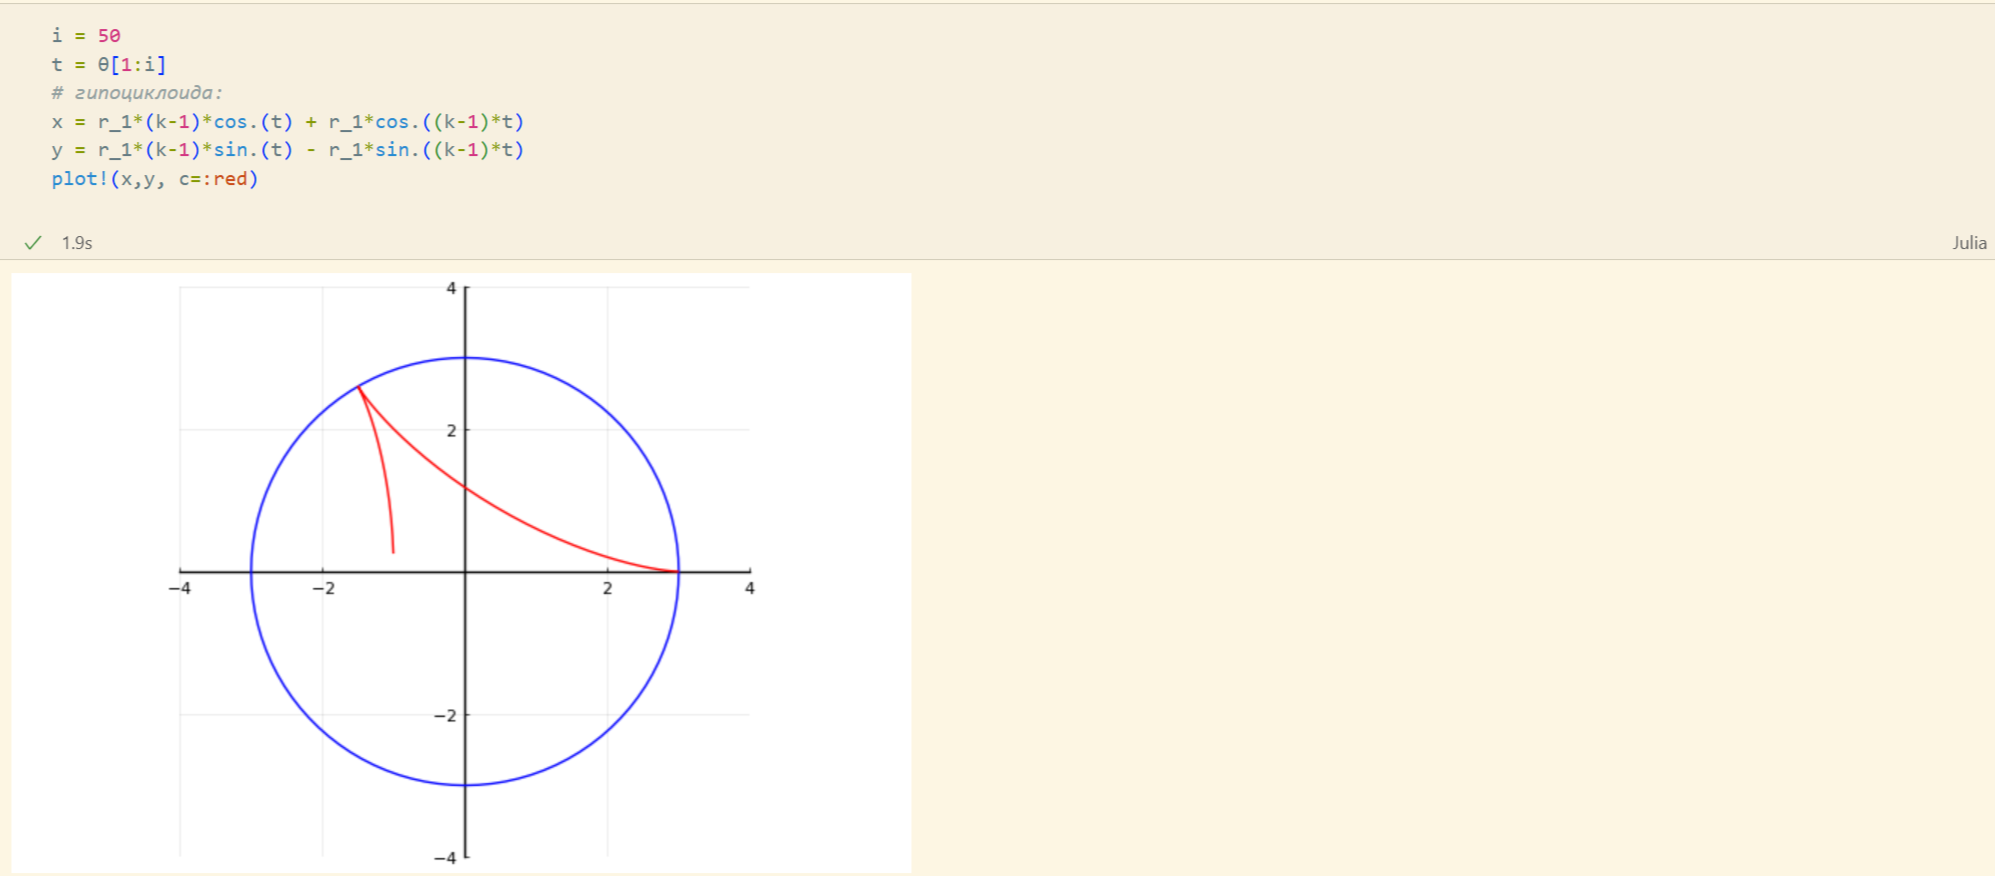 i = 50
t = θ[1:i]
# гипоциклоида:
x = r_1*(k-1)*cos.(t) + r_1*cos.((k-1)*t)
y = r_1*(k-1)*sin.(t) - r_1*sin.((k-1)*t)
plot!(x,y, c=:red)
✓ 1.9s
Julia
4
2
−4 −2 2 4
−2
−4